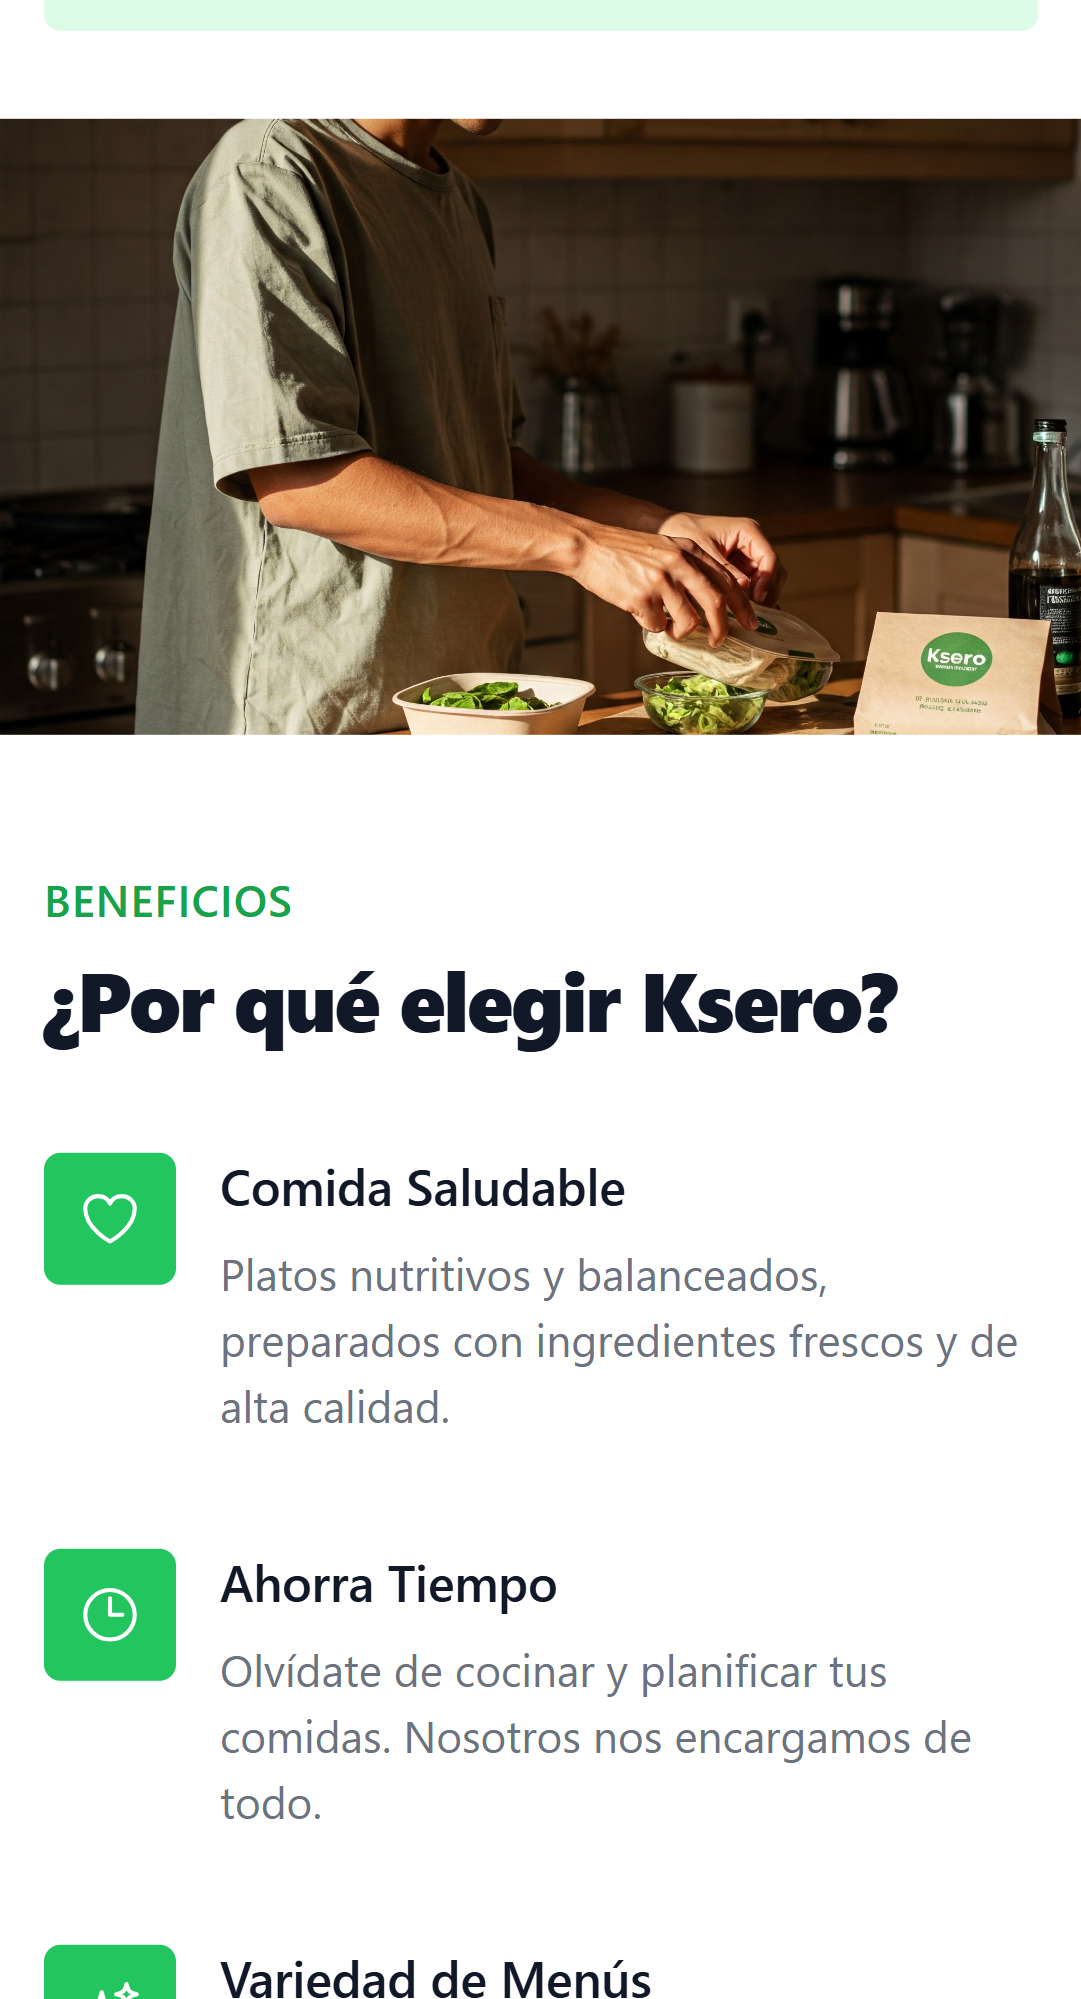 Ksero
BENEFICIOS
¿Por qué elegir Ksero?
Comida Saludable
Platos nutritivos y balanceados,
preparados con ingredientes frescos y de
alta calidad.
Ahorra Tiempo
Olvídate de cocinar y planificar tus
comidas. Nosotros nos encargamos de
todo.
Variedad de Menús